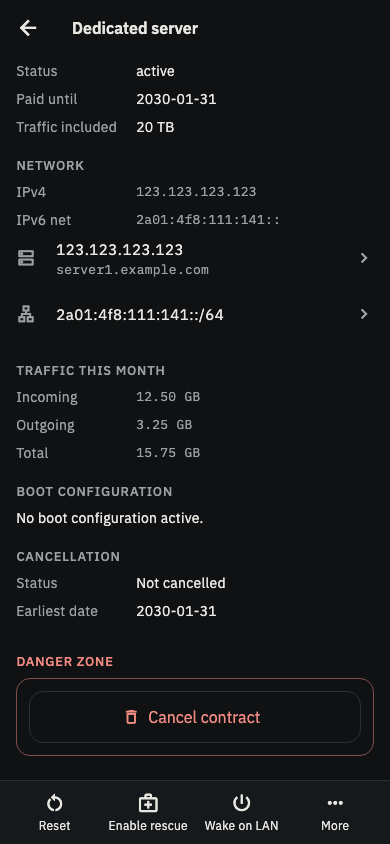 Dedicated server
Status active
Paid until 2030-01-31
Traffic included 20 TB
NETWORK
IPv4 123.123.123.123
IPv6 net 2a01:4f8:111:141::
123.123.123.123
server1.example.com
2a01:4f8:111:141::/64
TRAFFIC THIS MONTH
Incoming 12.50 GB
Outgoing 3.25 GB
Total 15.75 GB
BOOT CONFIGURATION
No boot configuration active.
CANCELLATION
Status Not cancelled
Earliest date 2030-01-31
DANGER ZONE
Cancel contract
Reset Enable rescue Wake on LAN More